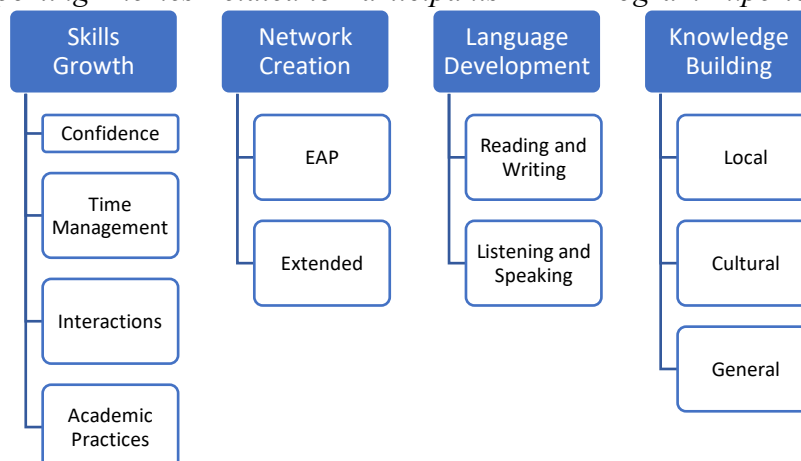 Skills
Growth
Confidence
Time
Management
Interactions
Academic
Practices
Network
Creation
EAP
Extended
Language
Development
Reading and
Writing
Listening and
Speaking
Knowledge
Building
Local
Cultural
General